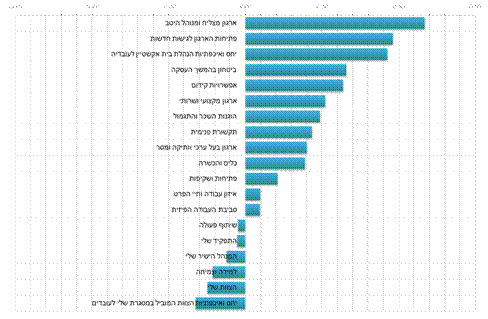 ארגון מצליח ומנוהל היטב
פתיחות הארגון לגישות חדשות
יחס ואיכפתיות הנהלת בית אקשטיין לעובדיה
ביטחון בהמשך העסקה
אפשרויות קידום
ארגון מקצועי ושרותי
הוגנות השכר והתגמול
תקשורת פנימית
ארגון בעל ערכי אתיקה ומסר
כלים והכשרה
פתיחות ושקיפות
איזון עבודה וחיי הפרט
סביבת העבודה הפיזית
שיתוף פעולה
התפקיד שלי
המנהל הישיר שלי
למידה וצמיחה
הצוות שלי
יחס ואיכפתיות הצוות המוביל במסגרת שלי לעובדים